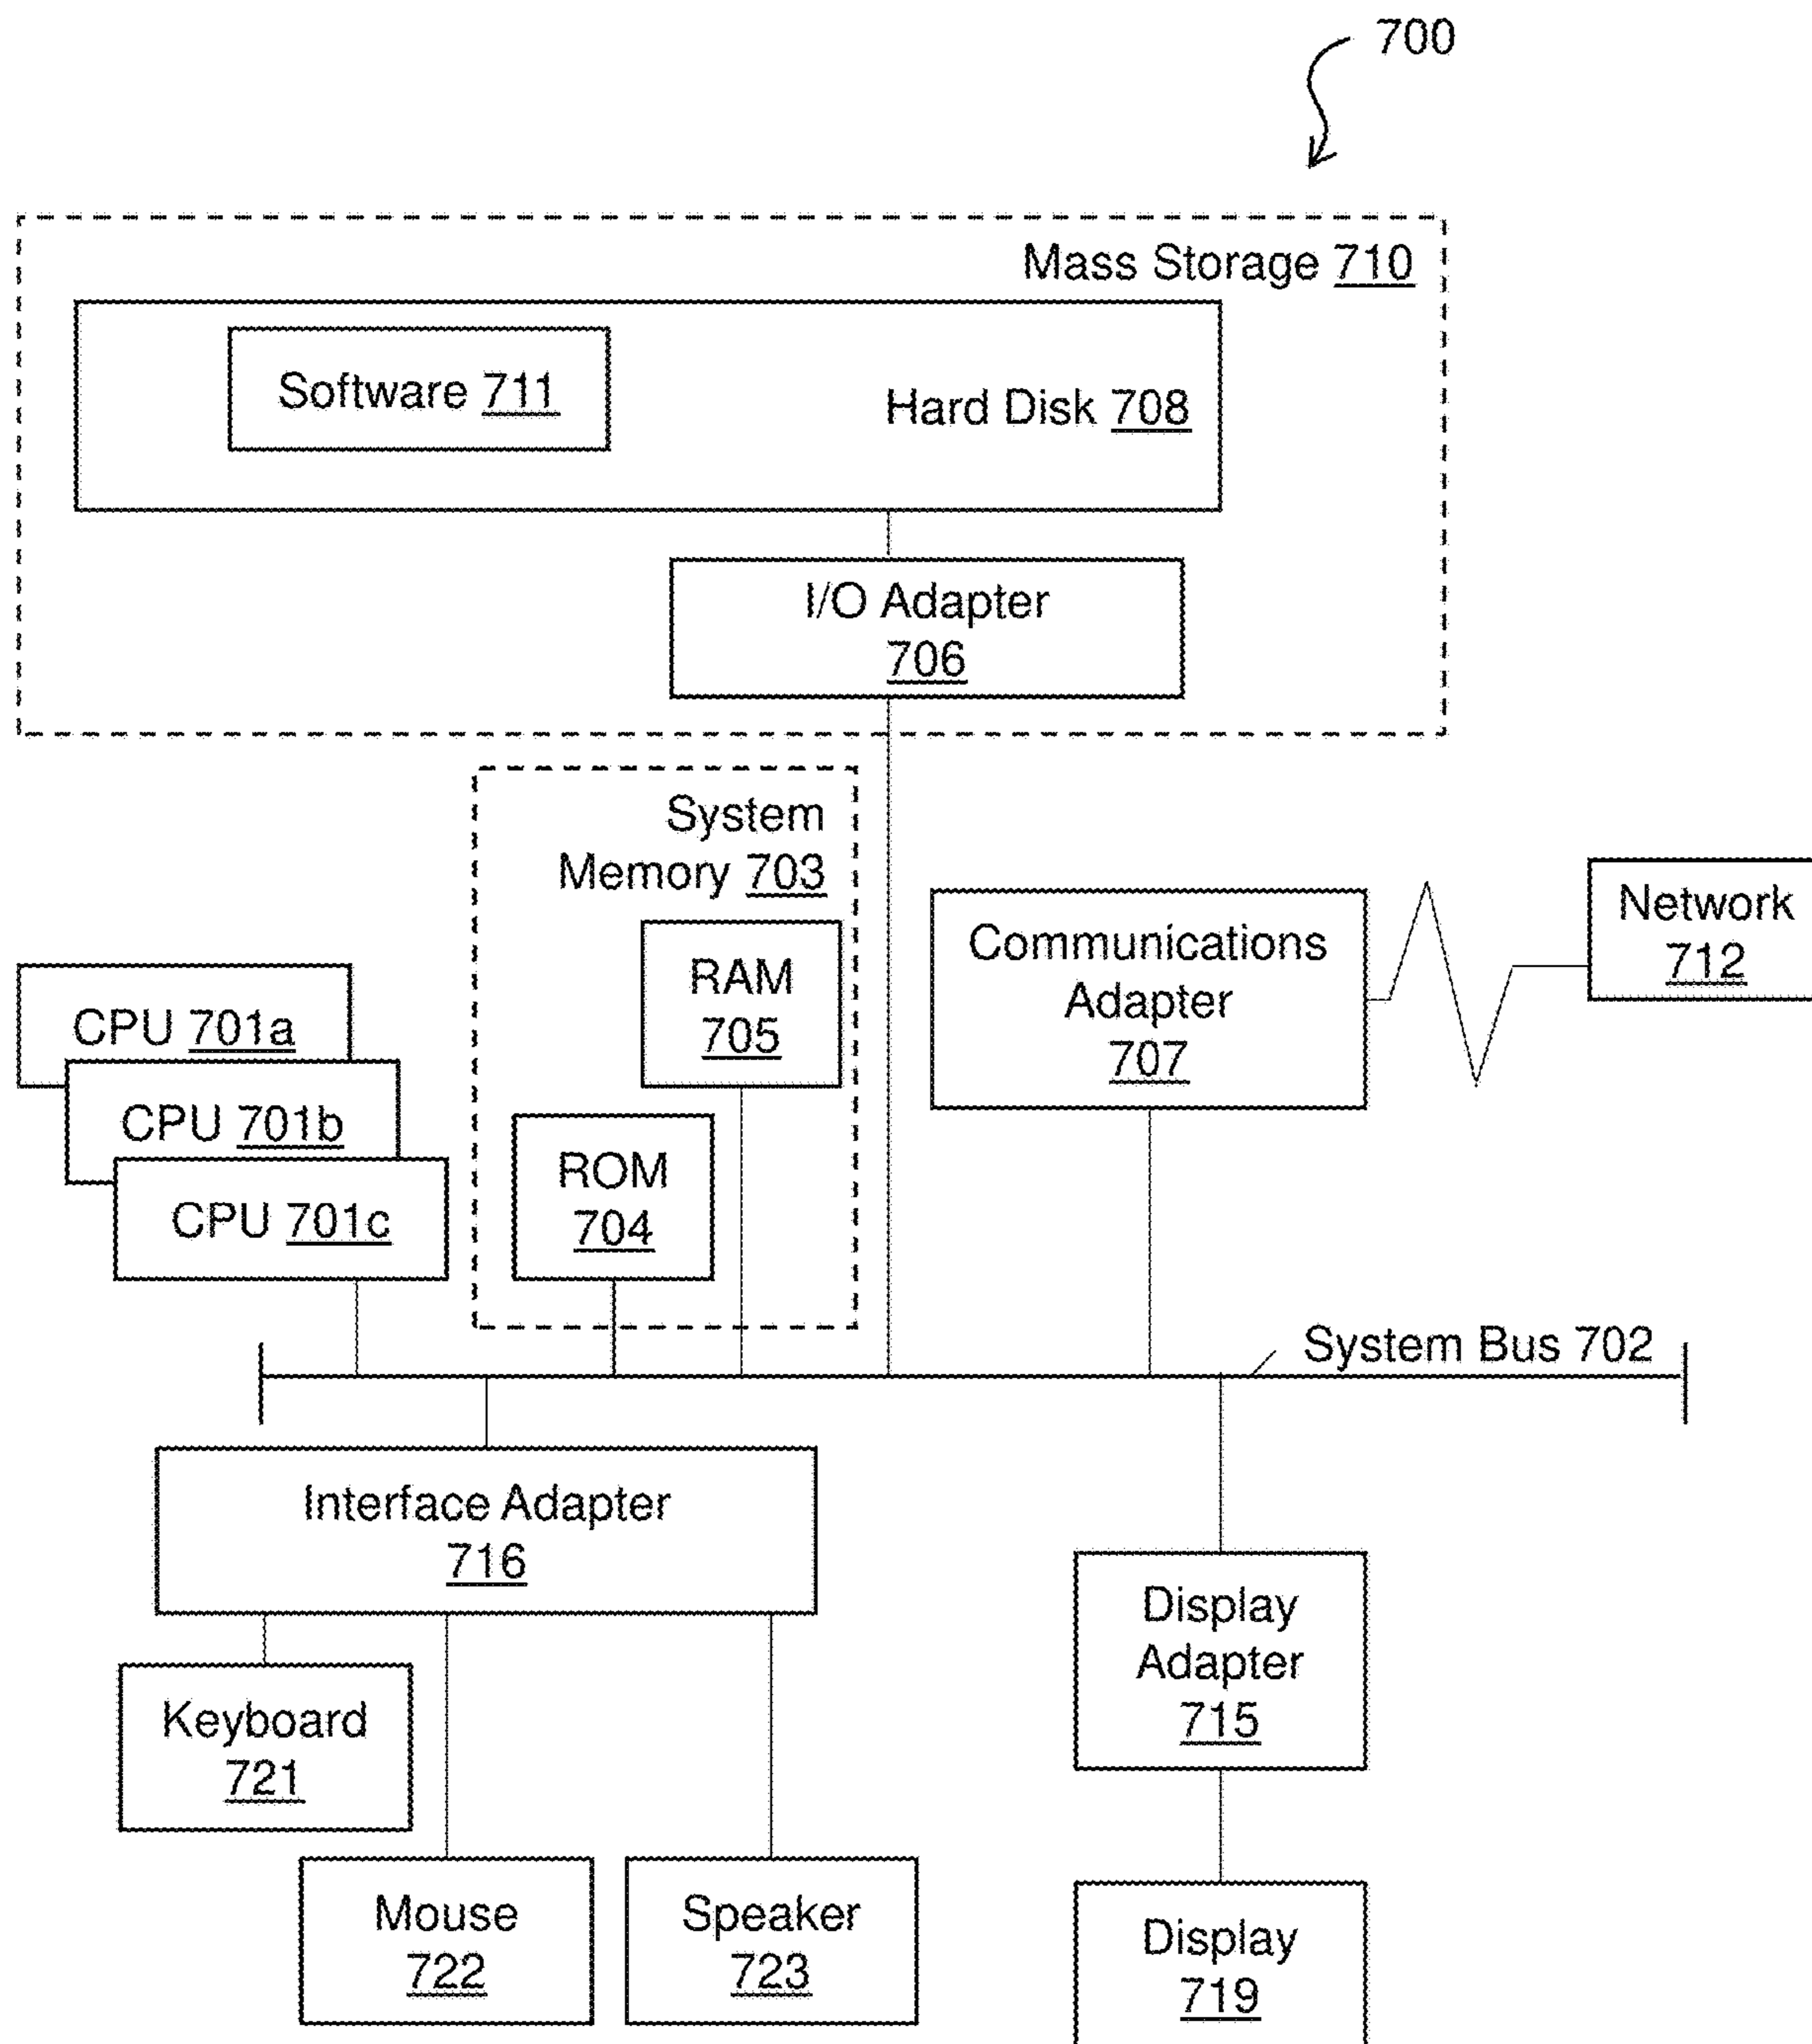 700
Mass Storage 710
Software 711
Hard Disk 708
I/O Adapter
706
System
Memory 703
RAM
705
ROM
704
Communications
Adapter
707
Network
712
CPU 701a
CPU 701b
CPU 701c
System Bus 702
Interface Adapter
716
Keyboard
721
Mouse
722
Speaker
723
Display
Adapter
715
Display
719